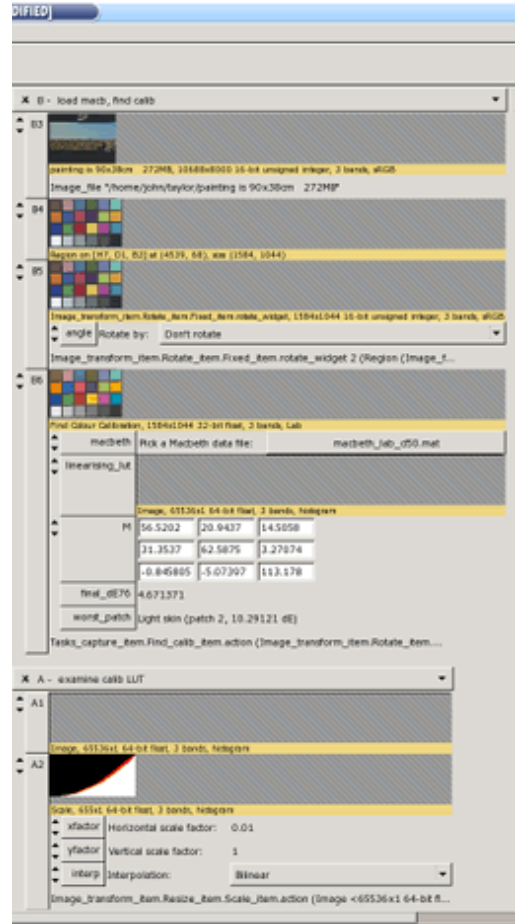 DIFIED]
B - load macb, find calib
B3
painting is 90x38cm 272MB, 10688x8000 16-bit unsigned integer, 3 bands, sRGB
Image_file "/home/john/taylor/painting is 90x38cm 272MB"
B4
Region on [H7, D1, B2] at (4539, 68), size (1584, 1044)
B5
Image_transform_item.Rotate_item.Fixed_item.rotate_widget, 1584x1044 16-bit unsigned integer, 3 bands, sRGB
angle Rotate by: Don't rotate
Image_transform_item.Rotate_item.Fixed_item.rotate_widget 2 (Region (Image_f...
B6
Find Colour Calibration, 1584x1044 32-bit float, 3 bands, Lab
macbeth Pick a Macbeth data file: macbeth_lab_d50.mat
linearising_lut
Image, 65536x1 64-bit float, 3 bands, histogram
M 56.5202 20.9437 14.5058
31.3537 62.5875 3.27074
-0.845805 -5.07397 113.178
final_dE76 4.671371
worst_patch Light skin (patch 2, 10.29121 dE)
Tasks_capture_item.Find_calib_item.action (Image_transform_item.Rotate_item....
A - examine calib LUT
A1
Image, 65536x1 64-bit float, 3 bands, histogram
A2
Scale, 655x1 64-bit float, 3 bands, histogram
xfactor Horizontal scale factor: 0.01
yfactor Vertical scale factor: 1
interp Interpolation: Bilinear
Image_transform_item.Resize_item.Scale_item.action (Image <65536x1 64-bit fl...